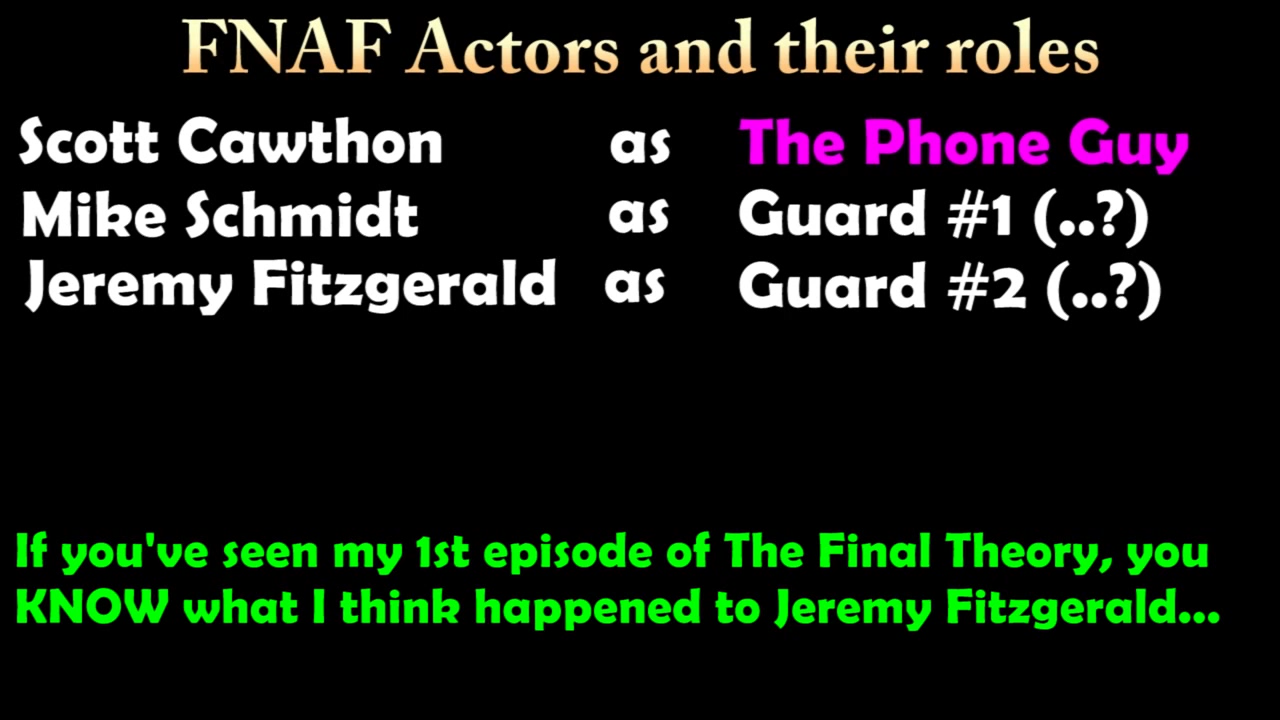 FNAF Actors and their roles
Scott Cawthon as The Phone Guy
Mike Schmidt as Guard #1 (..?)
Jeremy Fitzgerald as Guard #2 (..?)
If you've seen my 1st episode of The Final Theory, you
KNOW what I think happened to Jeremy Fitzgerald...